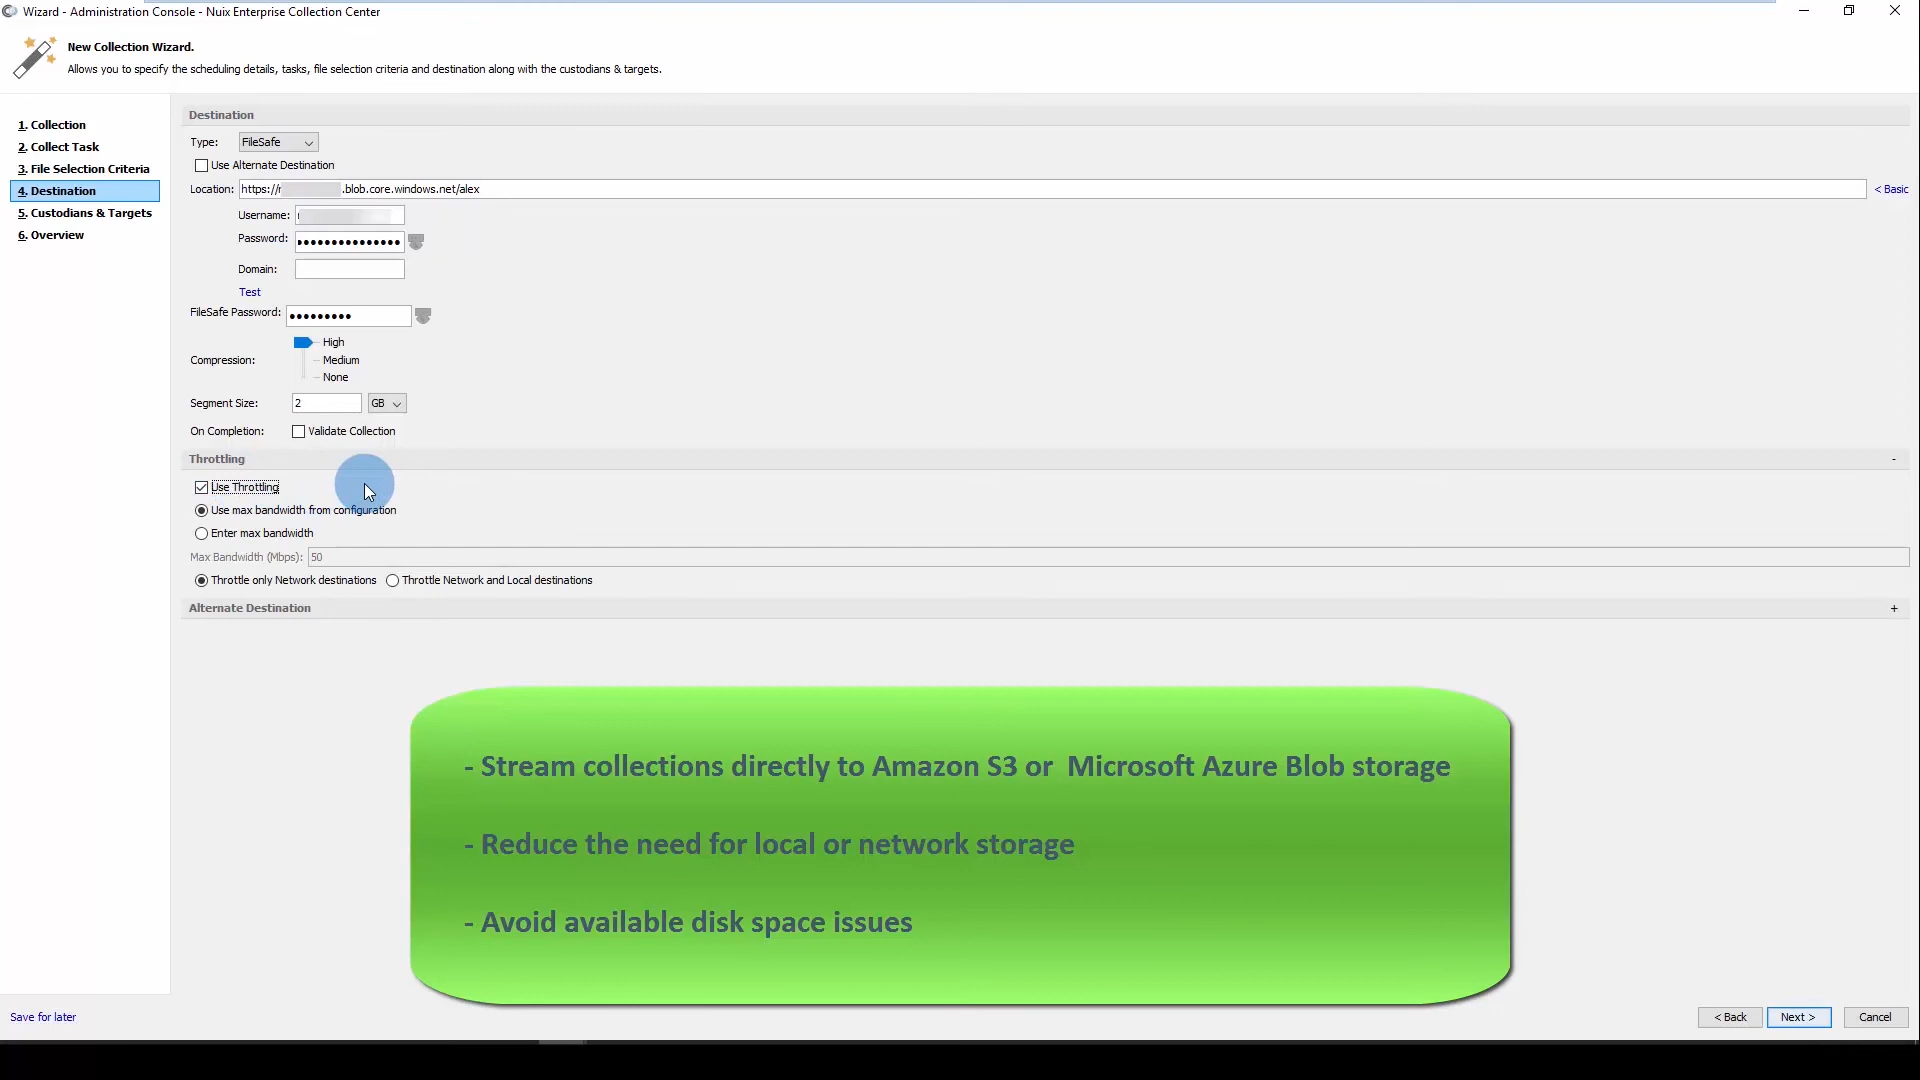 Wizard - Administration Console - Nuix Enterprise Collection Center
New Collection Wizard.
Allows you to specify the scheduling details, tasks, file selection criteria and destination along with the custodians & targets.
1. Collection
2. Collect Task
3. File Selection Criteria
4. Destination
5. Custodians & Targets
6. Overview
Destination
Type: FileSafe
Use Alternate Destination
Location: https://r .blob.core.windows.net/alex < Basic
Username:
Password: •••••••••••••••
Domain:
Test
FileSafe Password: •••••••••
Compression:
High
Medium
None
Segment Size: 2 GB
On Completion: Validate Collection
Throttling -
Use Throttling
Use max bandwidth from configuration
Enter max bandwidth
Max Bandwidth (Mbps): 50
Throttle only Network destinations Throttle Network and Local destinations
Alternate Destination +
- Stream collections directly to Amazon S3 or Microsoft Azure Blob storage
- Reduce the need for local or network storage
- Avoid available disk space issues
Save for later
< Back Next > Cancel